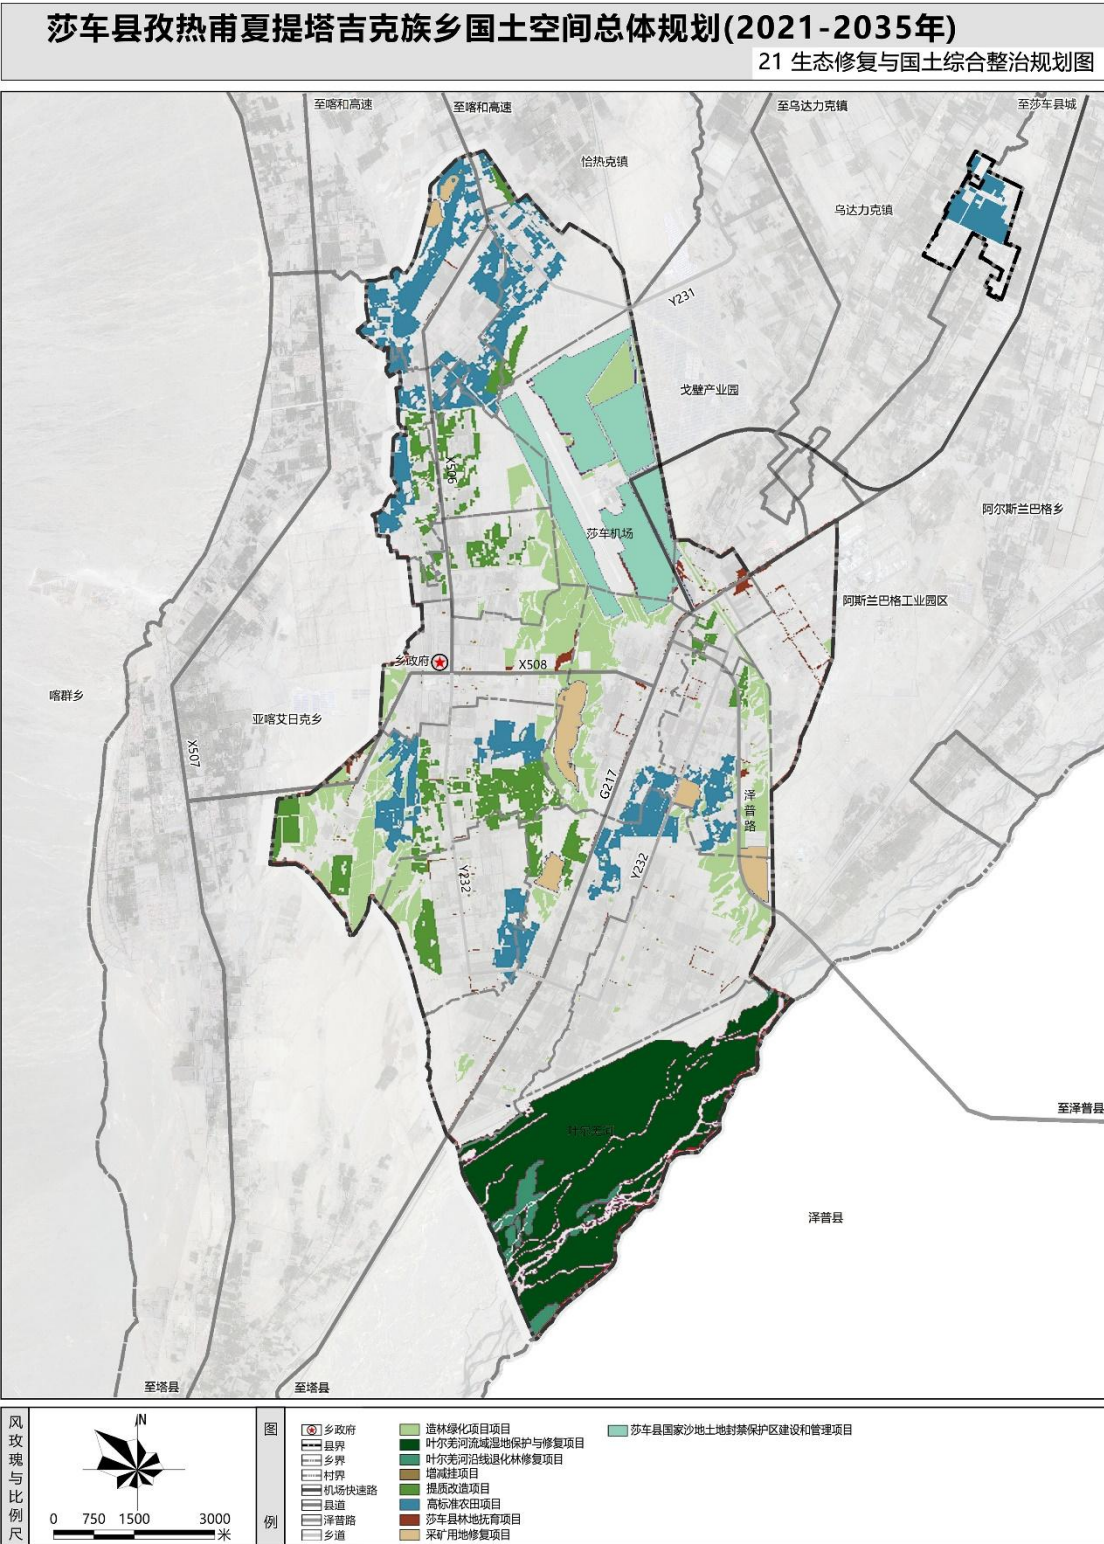 莎车县孜热甫夏提塔吉克族乡国土空间总体规划(2021-2035年)
21 生态修复与国土综合整治规划图
至喀和高速
至喀和高速
至乌达力克镇
至莎车县城
恰热克镇
乌达力克镇
Y231
戈壁产业园
X506
阿尔斯兰巴格乡
莎车机场
阿斯兰巴格工业园区
乡政府
X508
喀群乡
亚喀艾日克乡
X507
G217
泽普路
Y232
Y232
至泽普县
叶尔羌河
泽普县
至塔县
至塔县
风玫瑰与比例尺
N
0 750 1500 3000
米
图例
乡政府
县界
乡界
村界
机场快速路
县道
泽普路
乡道
造林绿化项目项目
叶尔羌河流域湿地保护与修复项目
叶尔羌河沿线退化林修复项目
增减挂项目
提质改造项目
高标准农田项目
莎车县林地抚育项目
采矿用地修复项目
莎车县国家沙地土地封禁保护区建设和管理项目